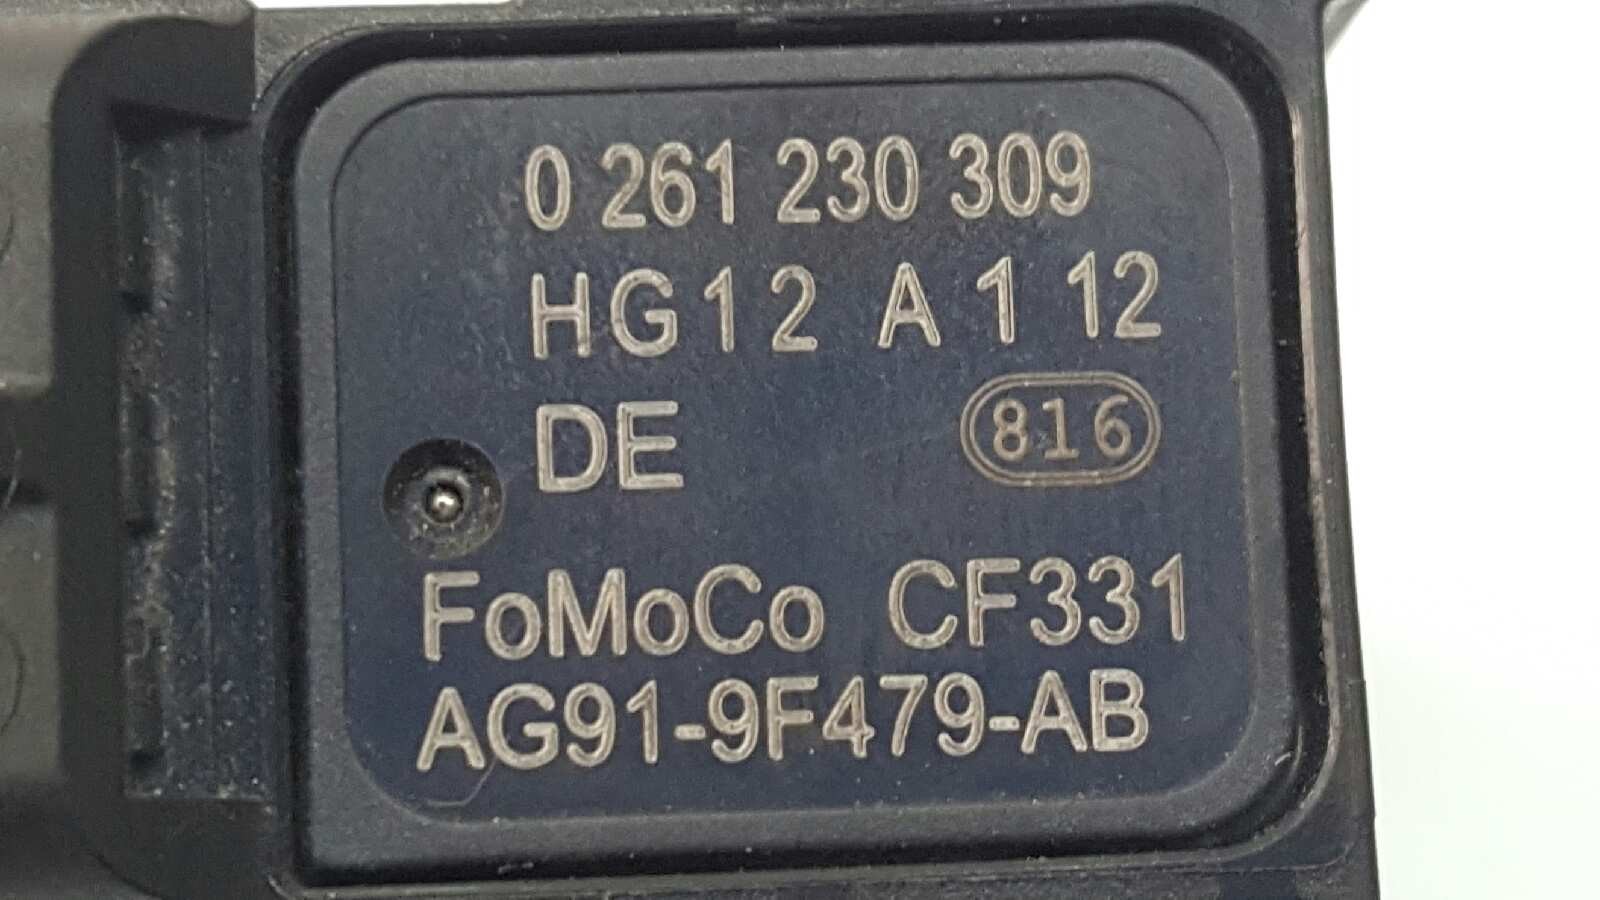 0 261 230 309
HG12 A 1 12
DE 816
FoMoCo CF331
AG91-9F479-AB